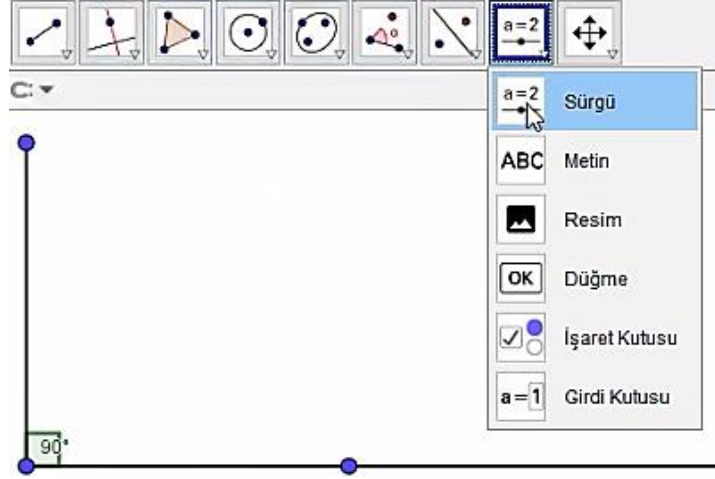 a=2
a=2
Sürgü
ABC
Metin
Resim
OK
Düğme
İşaret Kutusu
a=1
Girdi Kutusu
90°